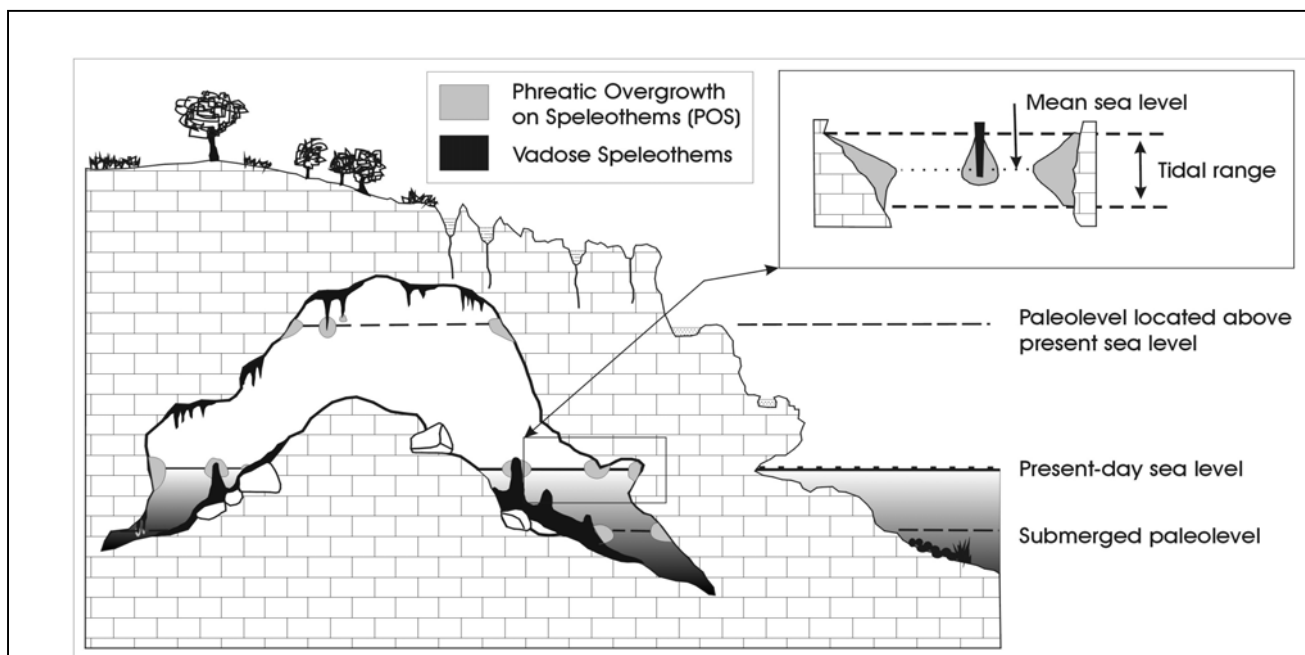 Phreatic Overgrowth
on Speleothems (POS)
Vadose Speleothems
Mean sea level
Tidal range
Paleolevel located above
present sea level
Present-day sea level
Submerged paleolevel